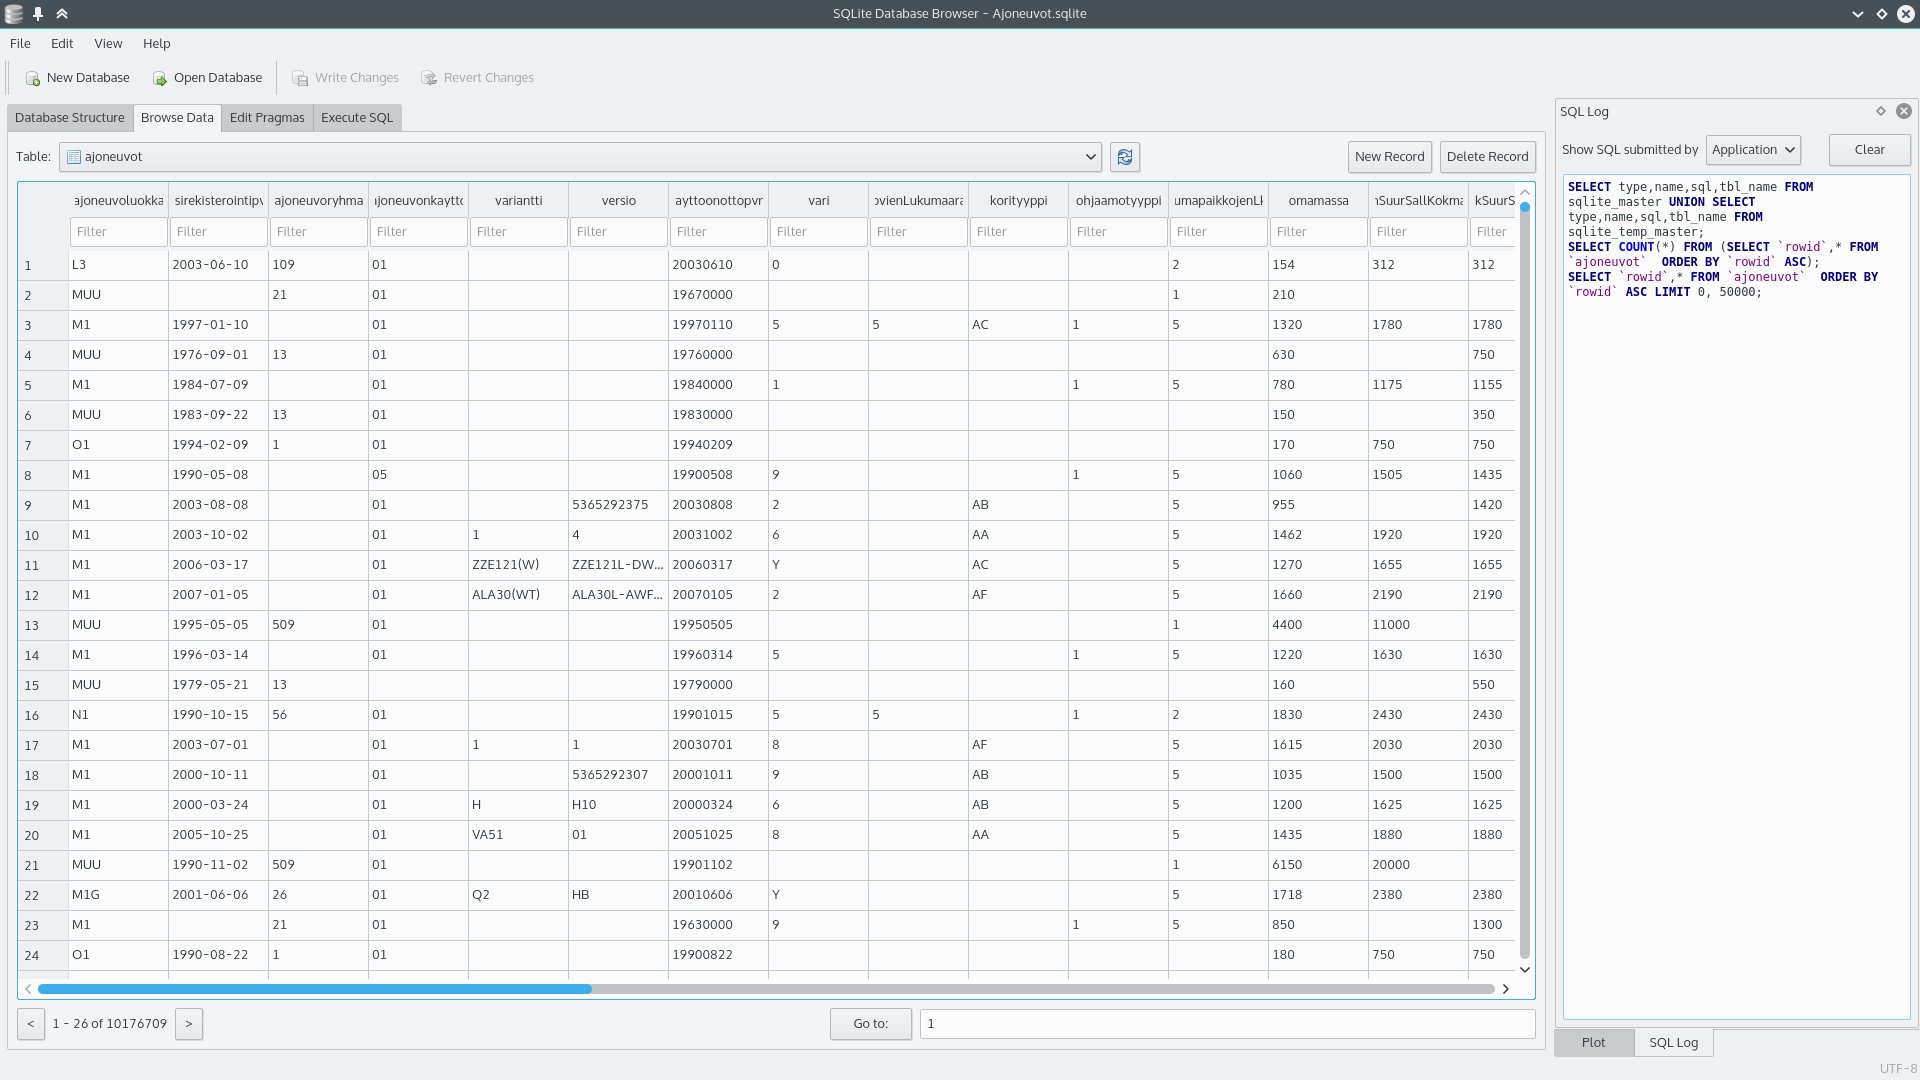 SQLite Database Browser - Ajoneuvot.sqlite
File Edit View Help
New Database Open Database Write Changes Revert Changes
Database Structure Browse Data Edit Pragmas Execute SQL
Table: ajoneuvot New Record Delete Record
ajoneuvoluokka sirekisterointipv ajoneuvoryhma ajoneuvonkaytto variantti versio ayttoonottopvr vari ovienLukumaara korityyppi ohjaamotyyppi umapaikkojenLk omamassa nSuurSallKokma kSuurS
Filter Filter Filter Filter Filter Filter Filter Filter Filter Filter Filter Filter Filter Filter Filter
1 L3 2003-06-10 109 01 20030610 0 2 154 312 312
2 MUU 21 01 19670000 1 210
3 M1 1997-01-10 01 19970110 5 5 AC 1 5 1320 1780 1780
4 MUU 1976-09-01 13 01 19760000 630 750
5 M1 1984-07-09 01 19840000 1 1 5 780 1175 1155
6 MUU 1983-09-22 13 01 19830000 150 350
7 O1 1994-02-09 1 01 19940209 170 750 750
8 M1 1990-05-08 05 19900508 9 1 5 1060 1505 1435
9 M1 2003-08-08 01 5365292375 20030808 2 AB 5 955 1420
10 M1 2003-10-02 01 1 4 20031002 6 AA 5 1462 1920 1920
11 M1 2006-03-17 01 ZZE121(W) ZZE121L-DW... 20060317 Y AC 5 1270 1655 1655
12 M1 2007-01-05 01 ALA30(WT) ALA30L-AWF... 20070105 2 AF 5 1660 2190 2190
13 MUU 1995-05-05 509 01 19950505 1 4400 11000
14 M1 1996-03-14 01 19960314 5 1 5 1220 1630 1630
15 MUU 1979-05-21 13 19790000 160 550
16 N1 1990-10-15 56 01 19901015 5 5 1 2 1830 2430 2430
17 M1 2003-07-01 01 1 1 20030701 8 AF 5 1615 2030 2030
18 M1 2000-10-11 01 5365292307 20001011 9 AB 5 1035 1500 1500
19 M1 2000-03-24 01 H H10 20000324 6 AB 5 1200 1625 1625
20 M1 2005-10-25 01 VA51 01 20051025 8 AA 5 1435 1880 1880
21 MUU 1990-11-02 509 01 19901102 1 6150 20000
22 M1G 2001-06-06 26 01 Q2 HB 20010606 Y 5 1718 2380 2380
23 M1 21 01 19630000 9 1 5 850 1300
24 O1 1990-08-22 1 01 19900822 180 750 750
< 1 - 26 of 10176709 > Go to: 1
SQL Log
Show SQL submitted by Application Clear
SELECT type,name,sql,tbl_name FROM
sqlite_master UNION SELECT
type,name,sql,tbl_name FROM
sqlite_temp_master;
SELECT COUNT(*) FROM (SELECT `rowid`,* FROM
`ajoneuvot`  ORDER BY `rowid` ASC);
SELECT `rowid`,* FROM `ajoneuvot`  ORDER BY
`rowid` ASC LIMIT 0, 50000;
Plot SQL Log
UTF-8